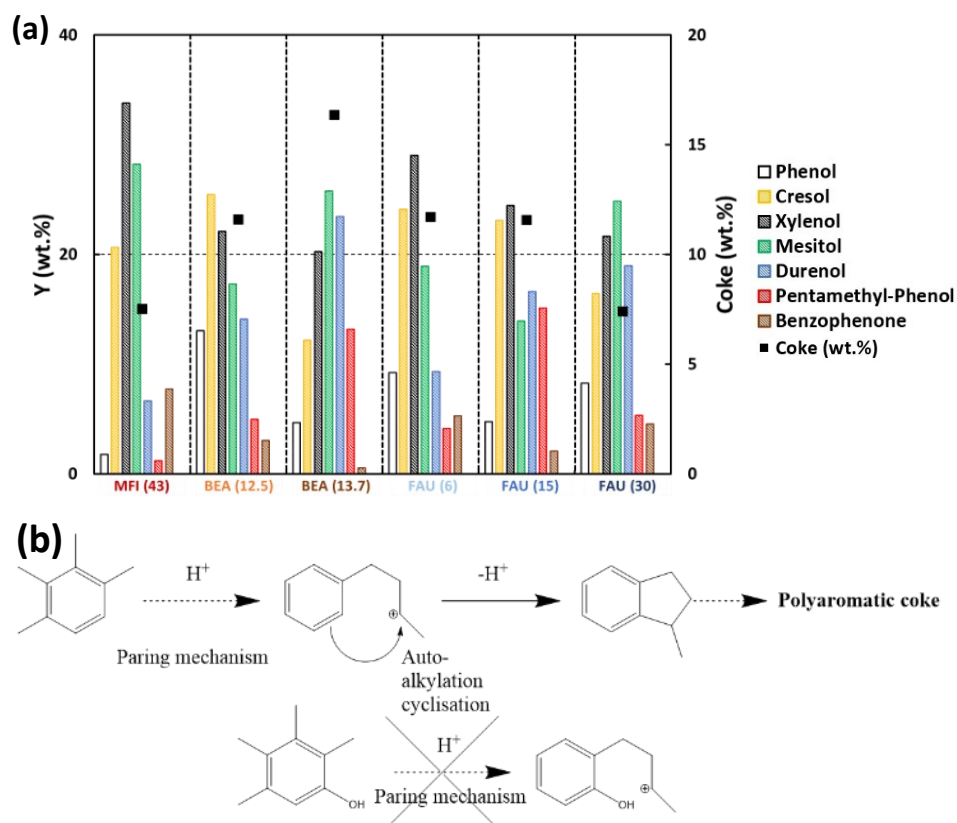 (a)
40
20
0
Y (wt.%)
20
15
10
5
0
Coke (wt.%)
MFI (43)
BEA (12.5)
BEA (13.7)
FAU (6)
FAU (15)
FAU (30)
Phenol
Cresol
Xylenol
Mesitol
Durenol
Pentamethyl-Phenol
Benzophenone
Coke (wt.%)
(b)
H+
Paring mechanism
⊕
Auto-
alkylation
cyclisation
-H+
Polyaromatic coke
OH
H+
Paring mechanism
OH
⊕